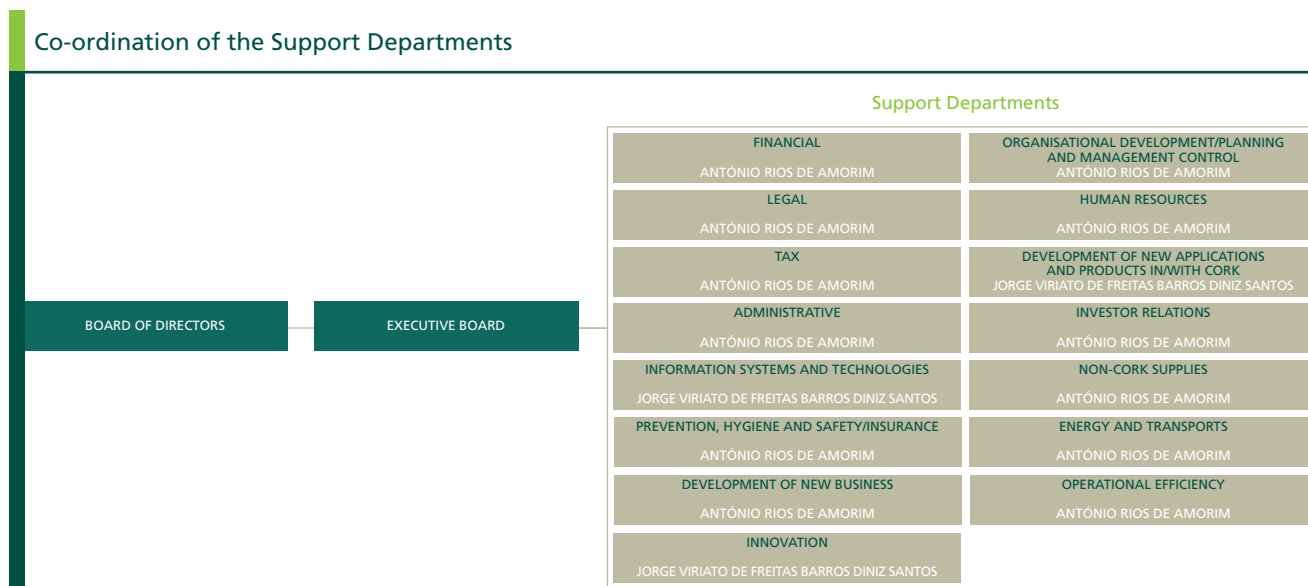 Co-ordination of the Support Departments
Support Departments
BOARD OF DIRECTORS
EXECUTIVE BOARD
FINANCIAL
ANTÓNIO RIOS DE AMORIM
LEGAL
ANTÓNIO RIOS DE AMORIM
TAX
ANTÓNIO RIOS DE AMORIM
ADMINISTRATIVE
ANTÓNIO RIOS DE AMORIM
INFORMATION SYSTEMS AND TECHNOLOGIES
JORGE VIRIATO DE FREITAS BARROS DINIZ SANTOS
PREVENTION, HYGIENE AND SAFETY/INSURANCE
ANTÓNIO RIOS DE AMORIM
DEVELOPMENT OF NEW BUSINESS
ANTÓNIO RIOS DE AMORIM
INNOVATION
JORGE VIRIATO DE FREITAS BARROS DINIZ SANTOS
ORGANISATIONAL DEVELOPMENT/PLANNING
AND MANAGEMENT CONTROL
ANTÓNIO RIOS DE AMORIM
HUMAN RESOURCES
ANTÓNIO RIOS DE AMORIM
DEVELOPMENT OF NEW APPLICATIONS
AND PRODUCTS IN/WITH CORK
JORGE VIRIATO DE FREITAS BARROS DINIZ SANTOS
INVESTOR RELATIONS
ANTÓNIO RIOS DE AMORIM
NON-CORK SUPPLIES
ANTÓNIO RIOS DE AMORIM
ENERGY AND TRANSPORTS
ANTÓNIO RIOS DE AMORIM
OPERATIONAL EFFICIENCY
ANTÓNIO RIOS DE AMORIM